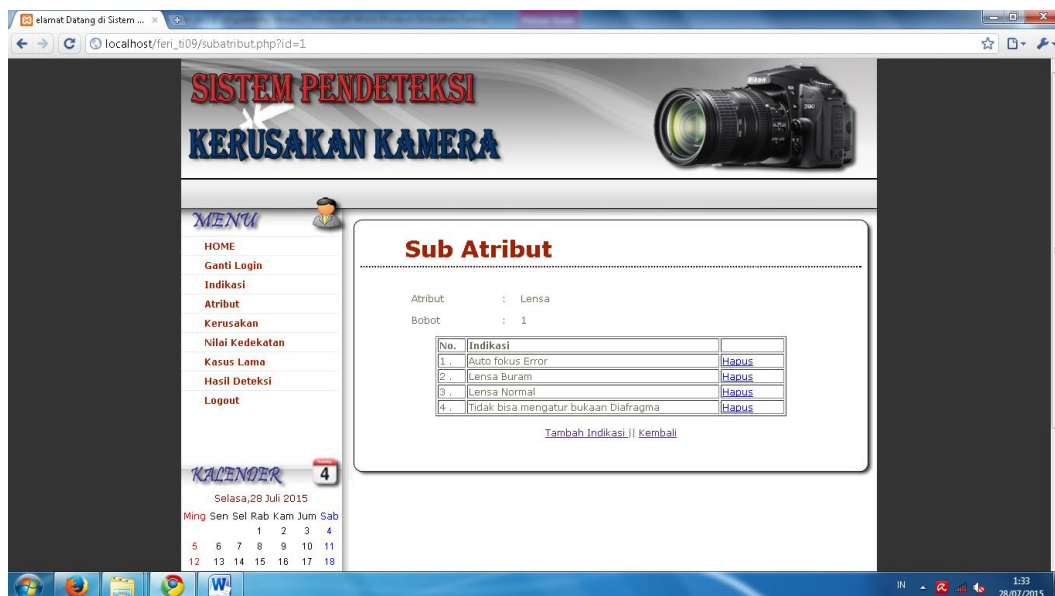 elamat Datang di Sistem ...
localhost/feri_ti09/subatribut.php?id=1
SISTEM PENDETEKSI
KERUSAKAN KAMERA
Nikon
D90
MENU
HOME
Ganti Login
Indikasi
Atribut
Kerusakan
Nilai Kedekatan
Kasus Lama
Hasil Deteksi
Logout
Sub Atribut
Atribut : Lensa
Bobot : 1
No. Indikasi
1 . Auto fokus Error Hapus
2 . Lensa Buram Hapus
3 . Lensa Normal Hapus
4 . Tidak bisa mengatur bukaan Diafragma Hapus
Tambah Indikasi || Kembali
KALENDER
4
Selasa,28 Juli 2015
Ming Sen Sel Rab Kam Jum Sab
1 2 3 4
5 6 7 8 9 10 11
12 13 14 15 16 17 18
IN
1:33
28/07/2015